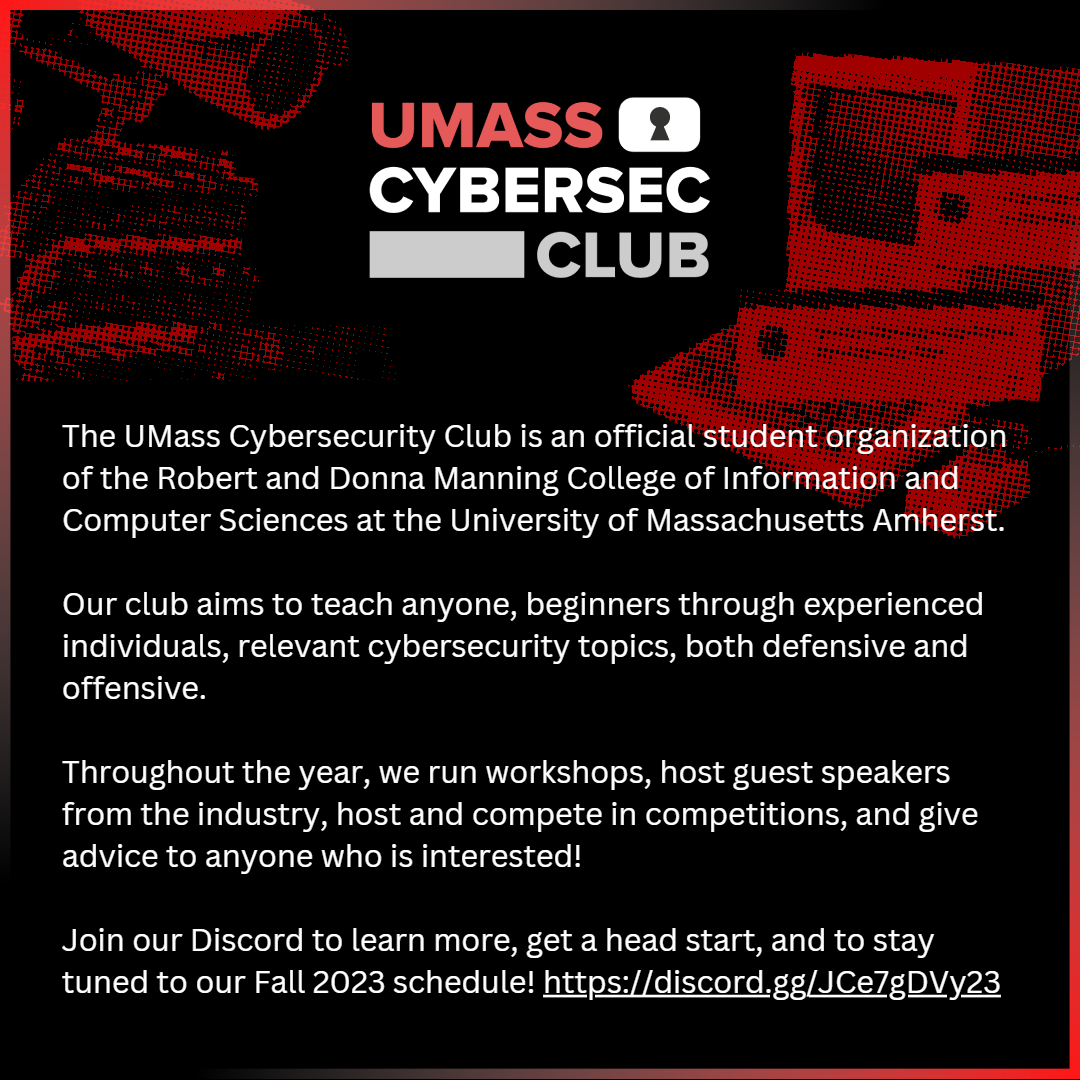 UMASS
CYBERSEC
CLUB
The UMass Cybersecurity Club is an official student organization
of the Robert and Donna Manning College of Information and
Computer Sciences at the University of Massachusetts Amherst.
Our club aims to teach anyone, beginners through experienced
individuals, relevant cybersecurity topics, both defensive and
offensive.
Throughout the year, we run workshops, host guest speakers
from the industry, host and compete in competitions, and give
advice to anyone who is interested!
Join our Discord to learn more, get a head start, and to stay
tuned to our Fall 2023 schedule! https://discord.gg/JCe7gDVy23